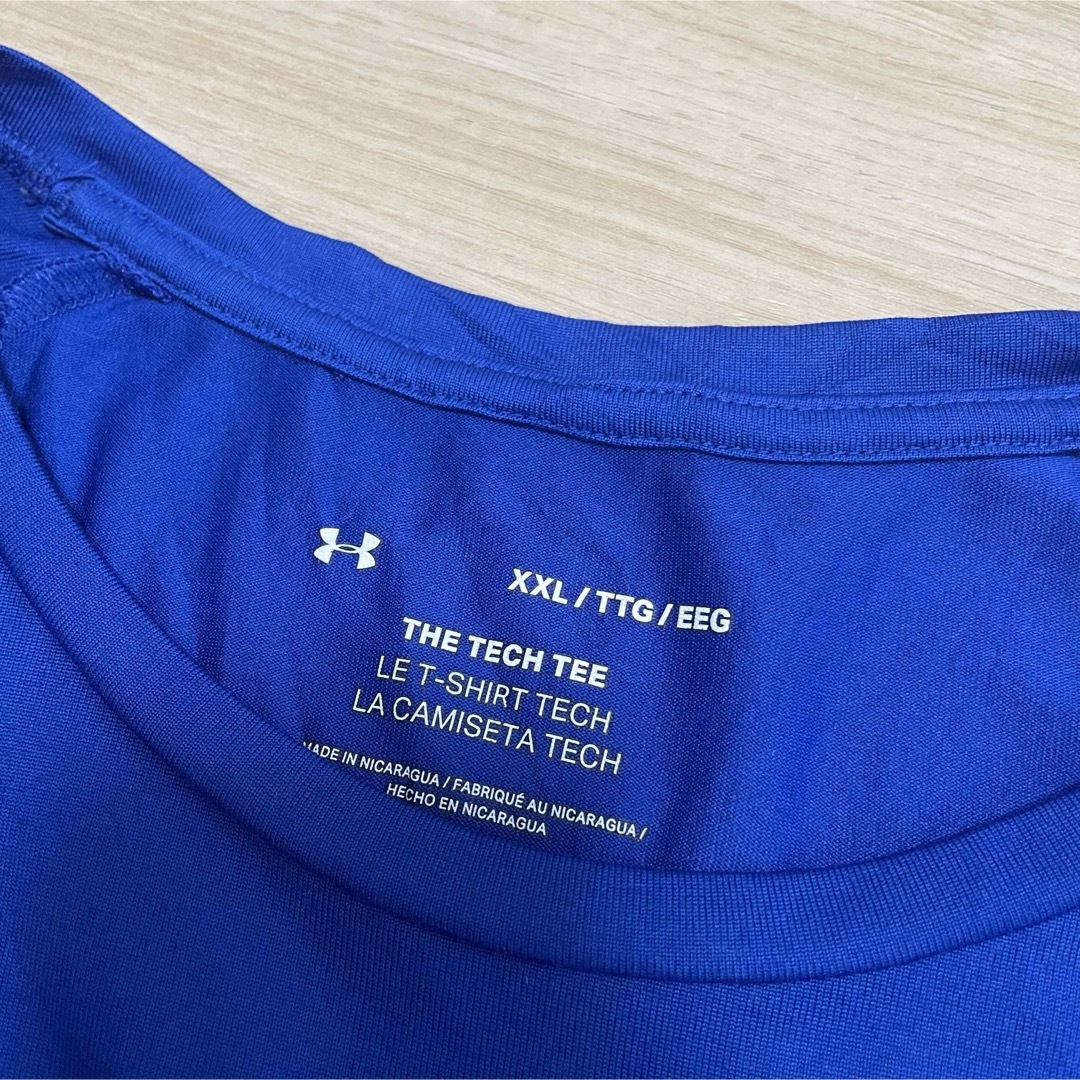 XXL / TTG / EEG
THE TECH TEE
LE T-SHIRT TECH
LA CAMISETA TECH
MADE IN NICARAGUA / FABRIQUÉ AU NICARAGUA /
HECHO EN NICARAGUA